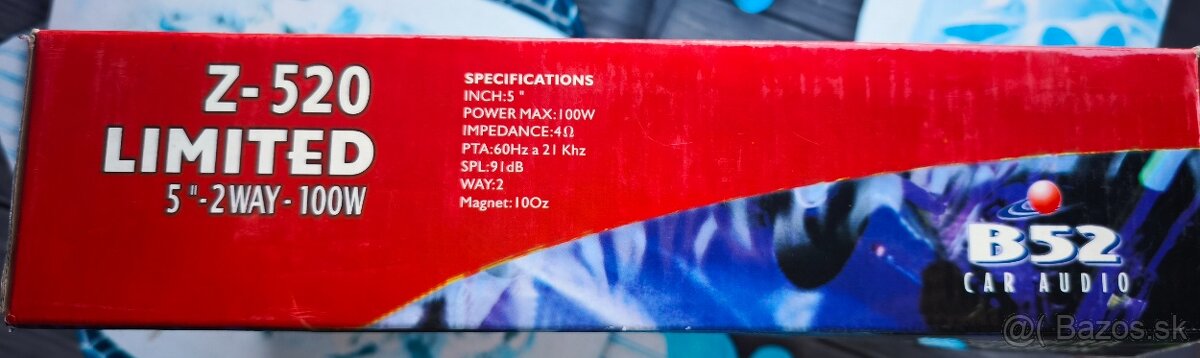 Z-520
LIMITED
5"-2WAY-100W
SPECIFICATIONS
INCH:5"
POWER MAX:100W
IMPEDANCE:4Ω
PTA:60Hz a 21 Khz
SPL:91dB
WAY:2
Magnet:10Oz
B52
CAR AUDIO
@( Bazos.sk